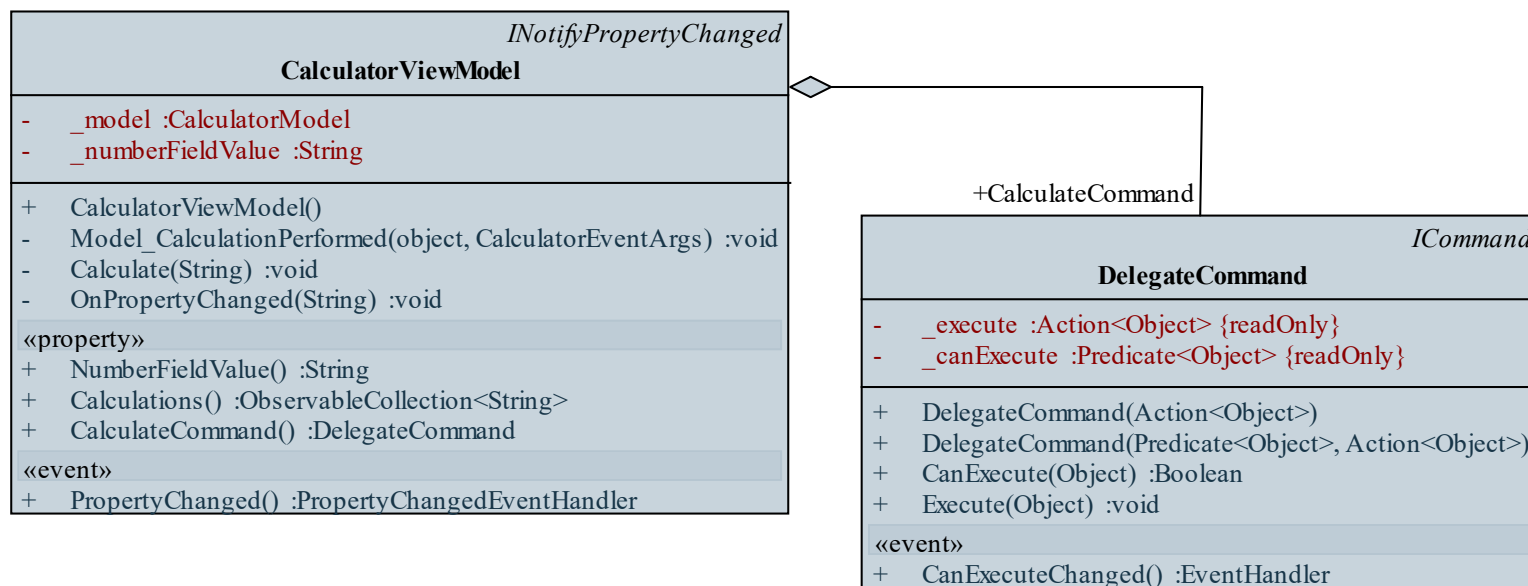 INotifyPropertyChanged
CalculatorViewModel
- _model :CalculatorModel
- _numberFieldValue :String
+ CalculatorViewModel()
- Model_CalculationPerformed(object, CalculatorEventArgs) :void
- Calculate(String) :void
- OnPropertyChanged(String) :void
«property»
+ NumberFieldValue() :String
+ Calculations() :ObservableCollection<String>
+ CalculateCommand() :DelegateCommand
«event»
+ PropertyChanged() :PropertyChangedEventHandler
+CalculateCommand
ICommand
DelegateCommand
- _execute :Action<Object> {readOnly}
- _canExecute :Predicate<Object> {readOnly}
+ DelegateCommand(Action<Object>)
+ DelegateCommand(Predicate<Object>, Action<Object>)
+ CanExecute(Object) :Boolean
+ Execute(Object) :void
«event»
+ CanExecuteChanged() :EventHandler